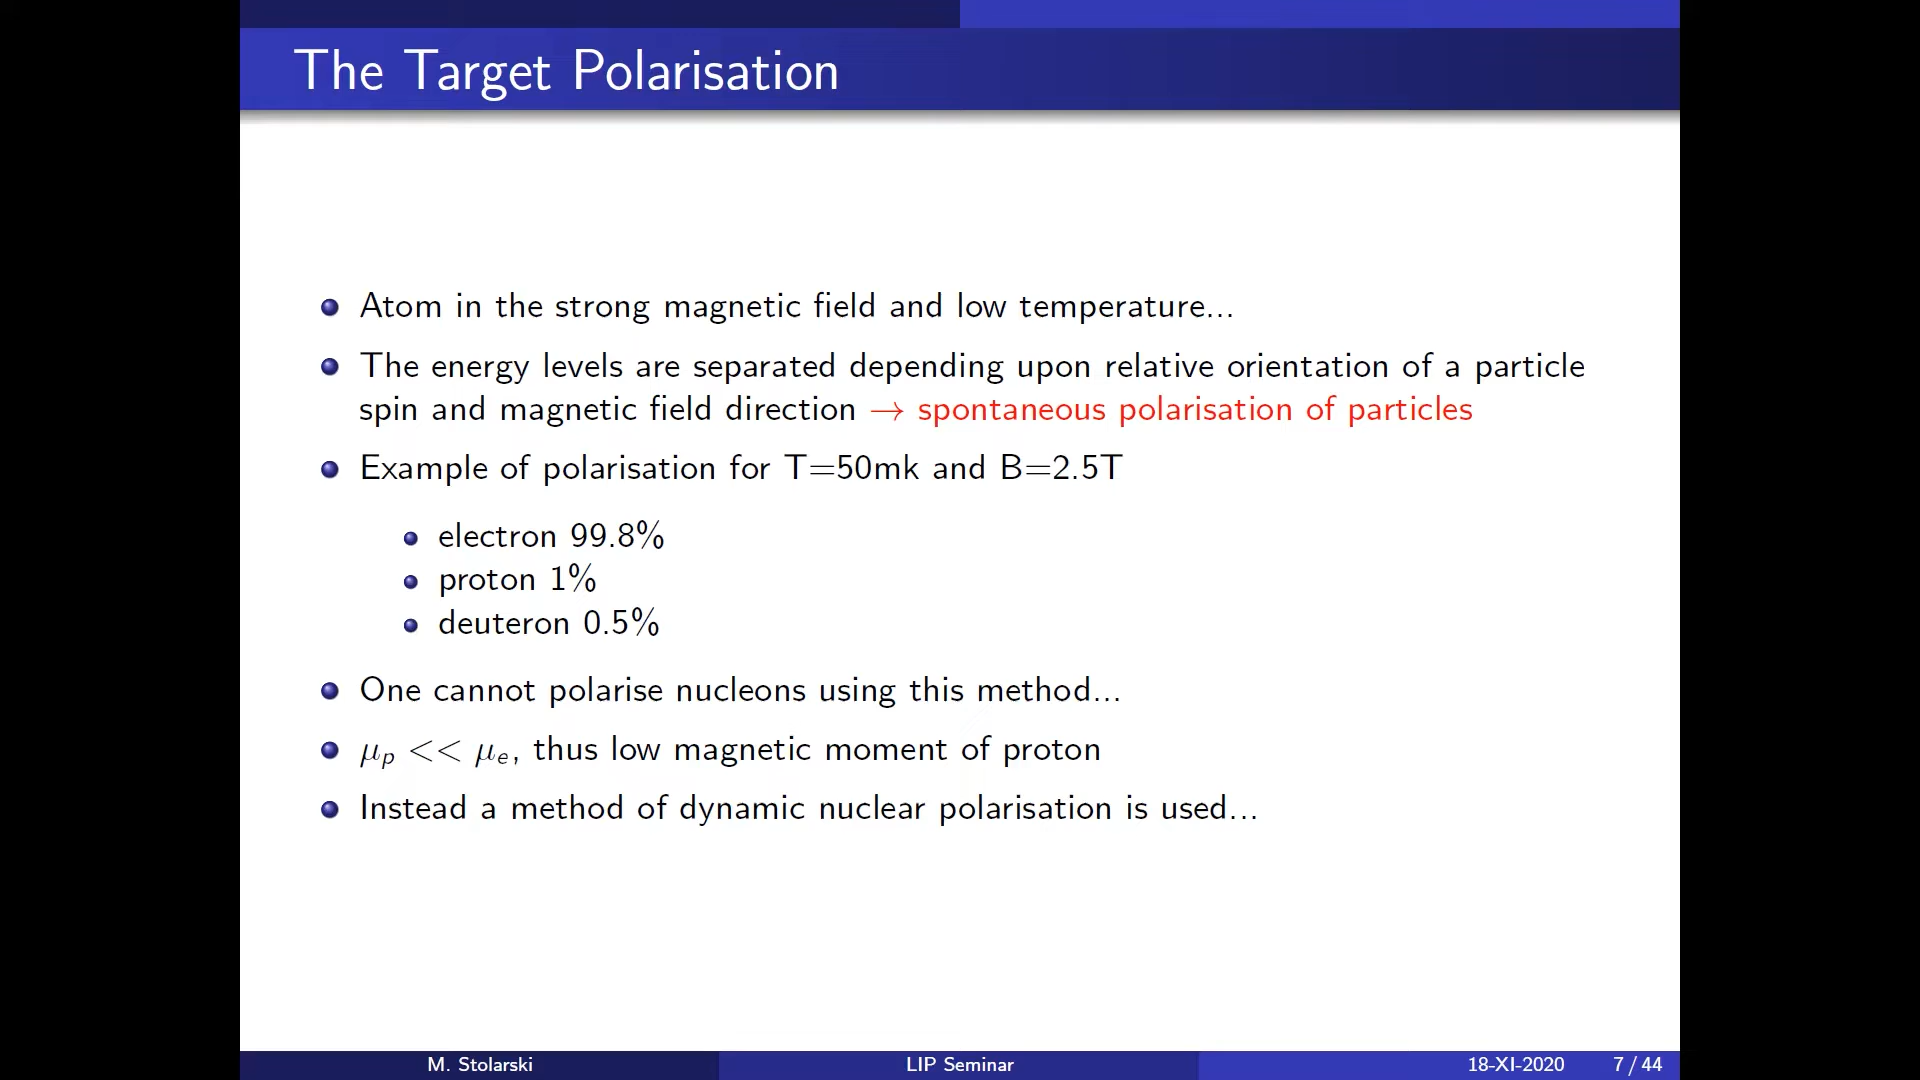 The Target Polarisation
Atom in the strong magnetic field and low temperature...
The energy levels are separated depending upon relative orientation of a particle
spin and magnetic field direction → spontaneous polarisation of particles
Example of polarisation for T=50mk and B=2.5T
electron 99.8%
proton 1%
deuteron 0.5%
One cannot polarise nucleons using this method...
μp << μe, thus low magnetic moment of proton
Instead a method of dynamic nuclear polarisation is used...
M. Stolarski LIP Seminar 18-XI-2020 7 / 44